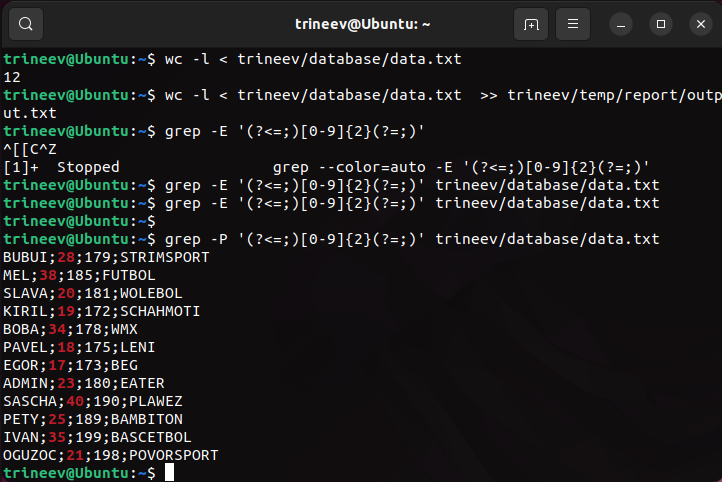 trineev@Ubuntu: ~
trineev@Ubuntu:~$ wc -l < trineev/database/data.txt
12
trineev@Ubuntu:~$ wc -l < trineev/database/data.txt  >> trineev/temp/report/outp
ut.txt
trineev@Ubuntu:~$ grep -E '(?<=;)[0-9]{2}(?=;)'
^[[C^Z
[1]+  Stopped                 grep --color=auto -E '(?<=;)[0-9]{2}(?=;)'
trineev@Ubuntu:~$ grep -E '(?<=;)[0-9]{2}(?=;)' trineev/database/data.txt
trineev@Ubuntu:~$ grep -E '(?<=;)[0-9]{2}(?=;)' trineev/database/data.txt
trineev@Ubuntu:~$
trineev@Ubuntu:~$ grep -P '(?<=;)[0-9]{2}(?=;)' trineev/database/data.txt
BUBUI;28;179;STRIMSPORT
MEL;38;185;FUTBOL
SLAVA;20;181;WOLEBOL
KIRIL;19;172;SCHAHMOTI
BOBA;34;178;WMX
PAVEL;18;175;LENI
EGOR;17;173;BEG
ADMIN;23;180;EATER
SASCHA;40;190;PLAWEZ
PETY;25;189;BAMBITON
IVAN;35;199;BASCETBOL
OGUZOC;21;198;POVORSPORT
trineev@Ubuntu:~$